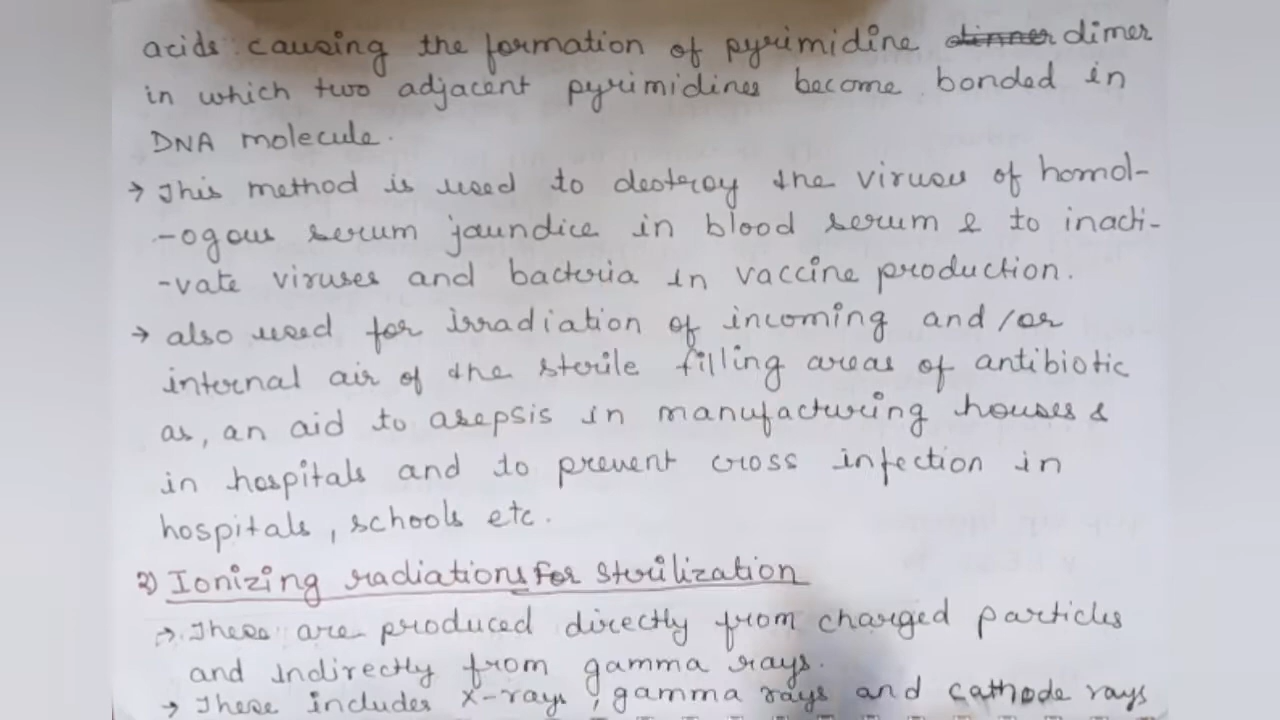 acids causing the formation of pyrimidine dinner dimer
in which two adjacent pyrimidines become bonded in
DNA molecule.
→ This method is used to destroy the viruses of homol-
-ogous serum jaundice in blood serum & to inacti-
-vate viruses and bacteria in vaccine production.
→ also used for irradiation of incoming and /or
internal air of the sterile filling areas of antibiotic
as, an aid to asepsis in manufacturing houses &
in hospitals and to prevent cross infection in
hospitals, schools etc.
2) Ionizing radiations for sterilization
→ These are produced directly from charged particles
and indirectly from gamma rays.
→ These includes X-rays, gamma rays and cathode rays